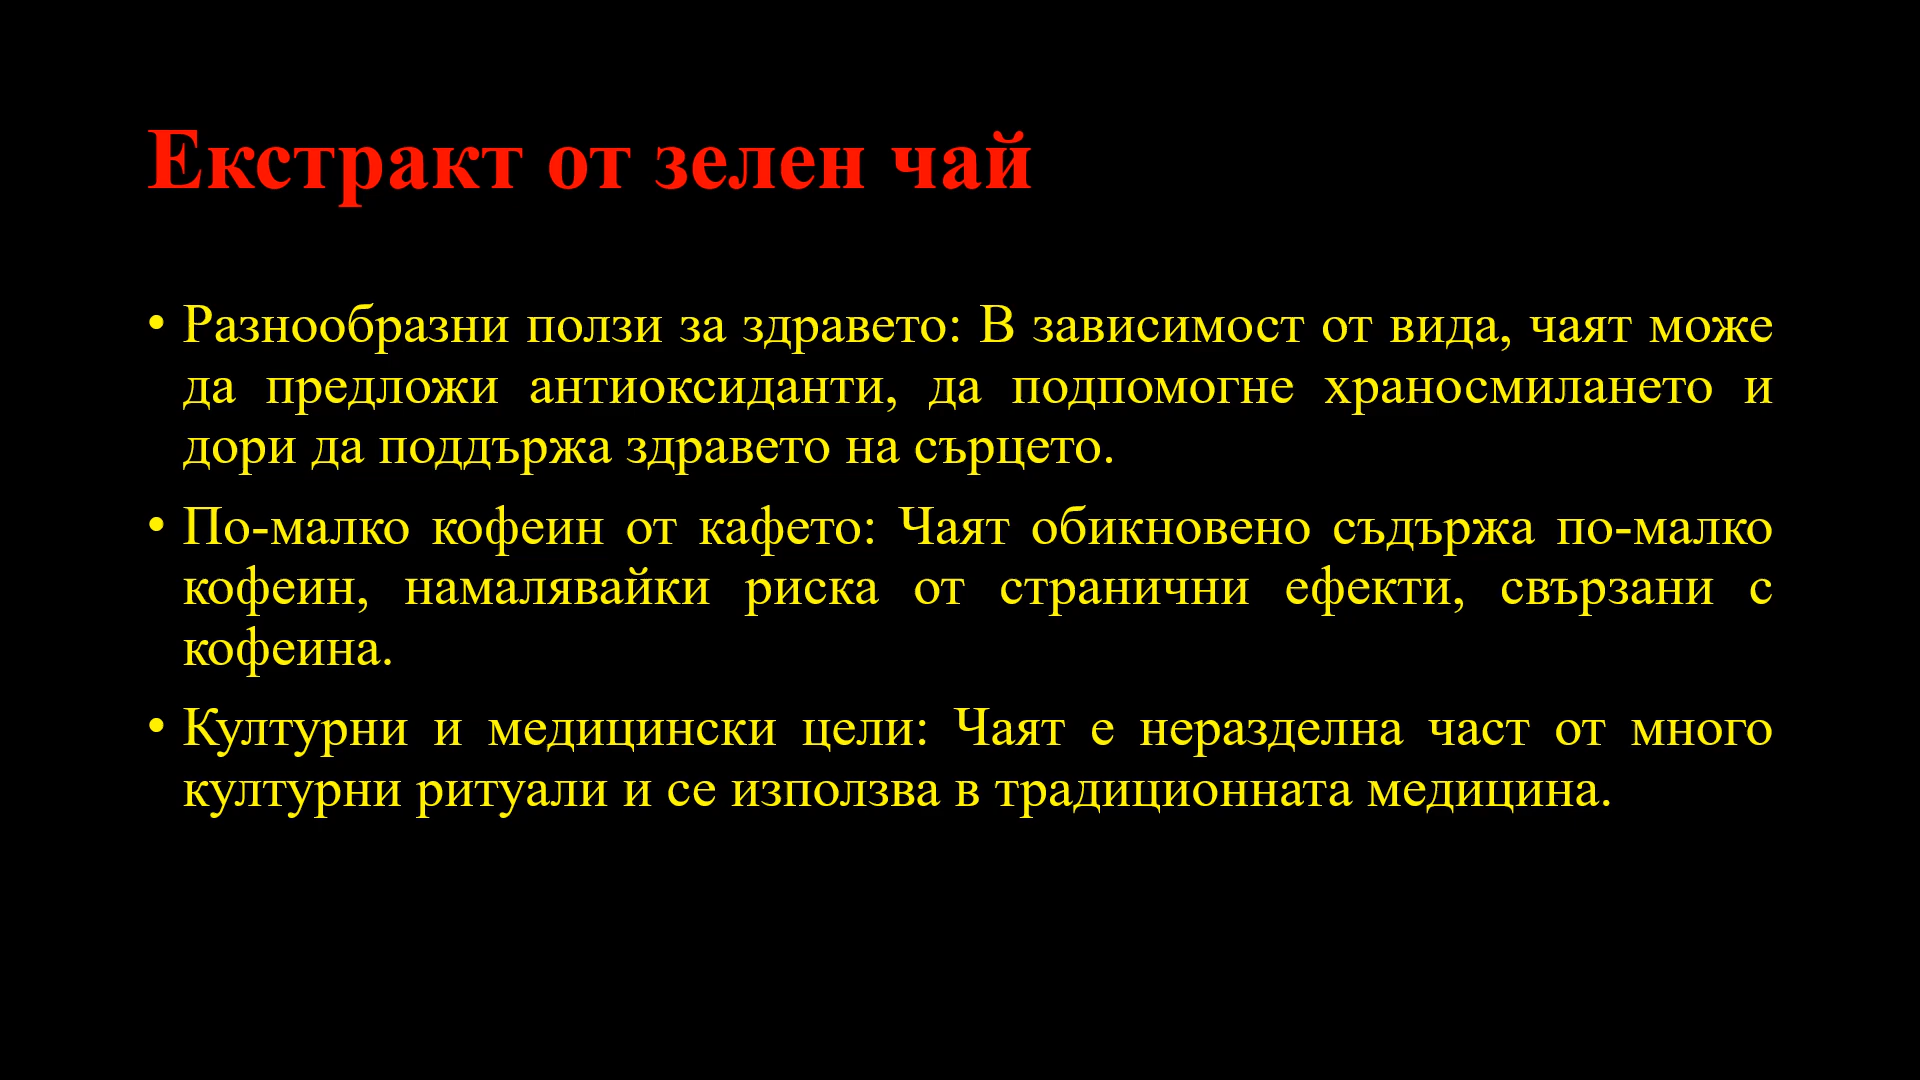 Екстракт от зелен чай
• Разнообразни ползи за здравето: В зависимост от вида, чаят може
да предложи антиоксиданти, да подпомогне храносмилането и
дори да поддържа здравето на сърцето.
• По-малко кофеин от кафето: Чаят обикновено съдържа по-малко
кофеин, намалявайки риска от странични ефекти, свързани с
кофеина.
• Културни и медицински цели: Чаят е неразделна част от много
културни ритуали и се използва в традиционната медицина.